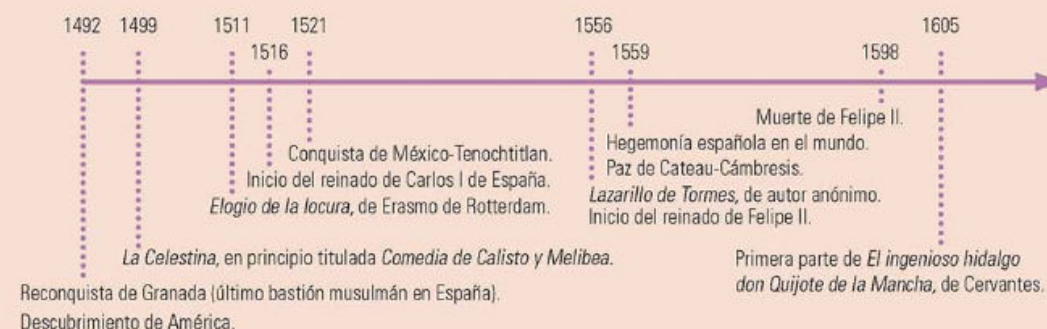 1492 1499 1511 1521 1556 1605
1516 1559 1598
Muerte de Felipe II.
Hegemonía española en el mundo.
Conquista de México-Tenochtitlan.
Paz de Cateau-Cámbresis.
Inicio del reinado de Carlos I de España.
Lazarillo de Tormes, de autor anónimo.
Elogio de la locura, de Erasmo de Rotterdam.
Inicio del reinado de Felipe II.
La Celestina, en principio titulada Comedia de Calisto y Melibea.
Primera parte de El ingenioso hidalgo
don Quijote de la Mancha, de Cervantes.
Reconquista de Granada (último bastión musulmán en España).
Descubrimiento de América.